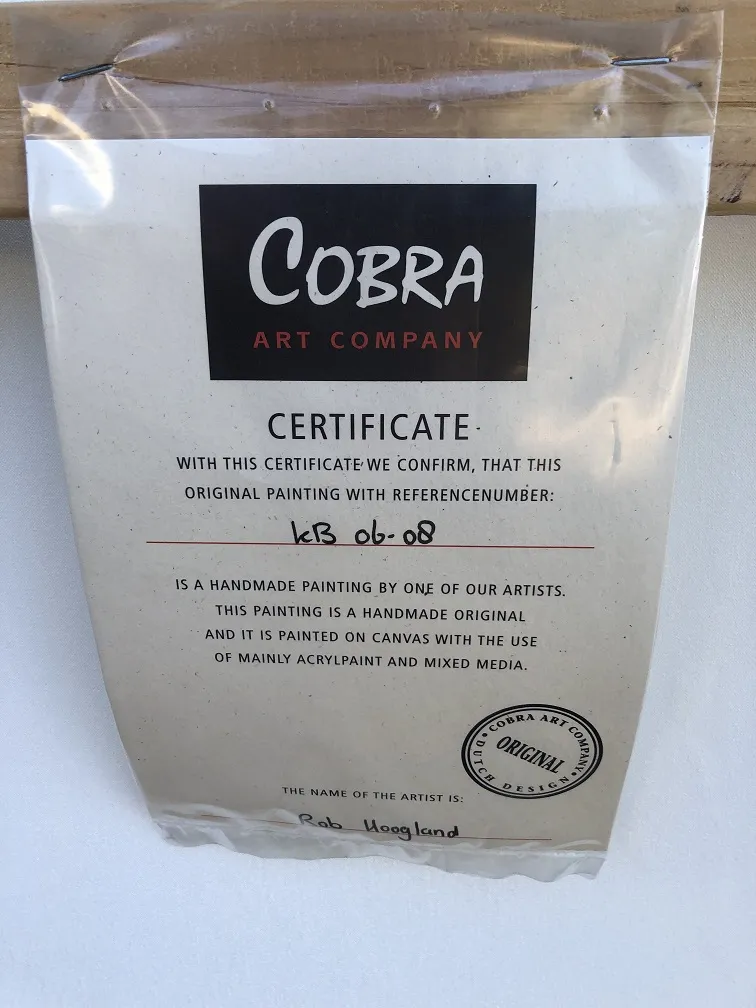 COBRA
ART COMPANY
CERTIFICATE
WITH THIS CERTIFICATE WE CONFIRM, THAT THIS
ORIGINAL PAINTING WITH REFERENCENUMBER:
KB 06-08
IS A HANDMADE PAINTING BY ONE OF OUR ARTISTS.
THIS PAINTING IS A HANDMADE ORIGINAL
AND IT IS PAINTED ON CANVAS WITH THE USE
OF MAINLY ACRYLPAINT AND MIXED MEDIA.
COBRA ART COMPANY
ORIGINAL
DUTCH DESIGN
THE NAME OF THE ARTIST IS:
Rob Hoogland